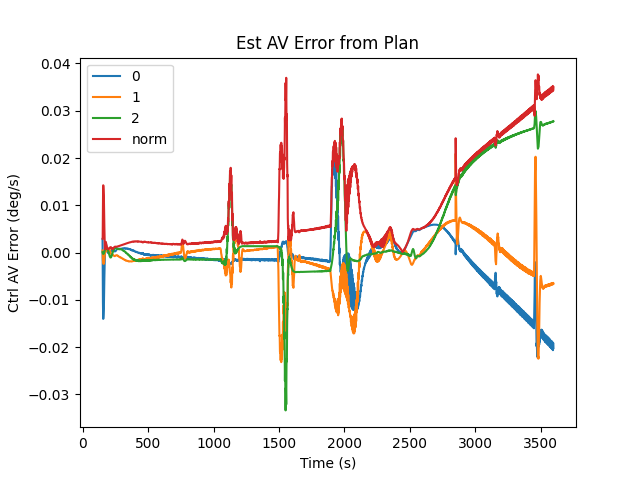 Est AV Error from Plan
Ctrl AV Error (deg/s)
0.04
0.03
0.02
0.01
0.00
−0.01
−0.02
−0.03
0
1
2
norm
0 500 1000 1500 2000 2500 3000 3500
Time (s)